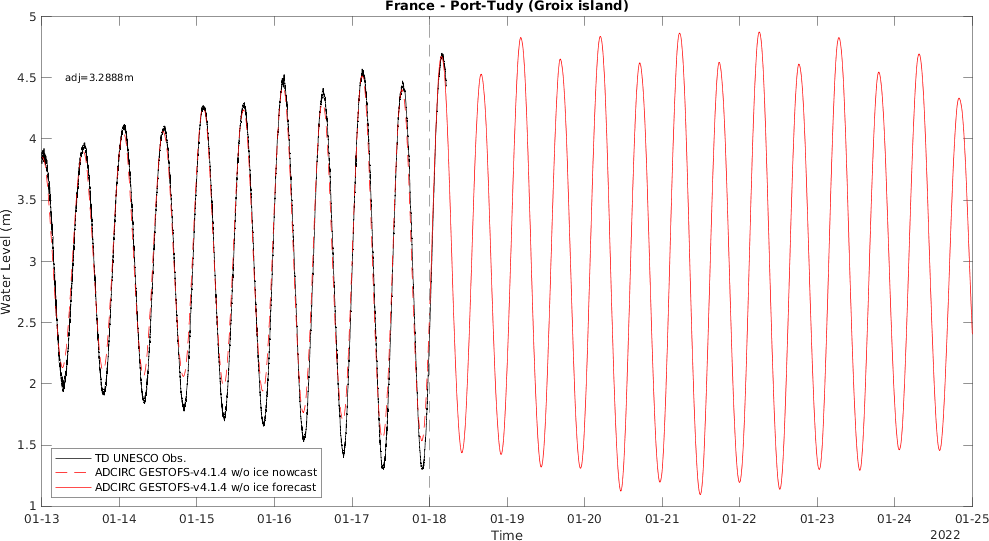 France - Port-Tudy (Groix island)
5
4.5
4
3.5
3
2.5
2
1.5
1
Water Level (m)
adj=3.2888m
TD UNESCO Obs.
ADCIRC GESTOFS-v4.1.4 w/o ice nowcast
ADCIRC GESTOFS-v4.1.4 w/o ice forecast
01-13 01-14 01-15 01-16 01-17 01-18 01-19 01-20 01-21 01-22 01-23 01-24 01-25
Time
2022